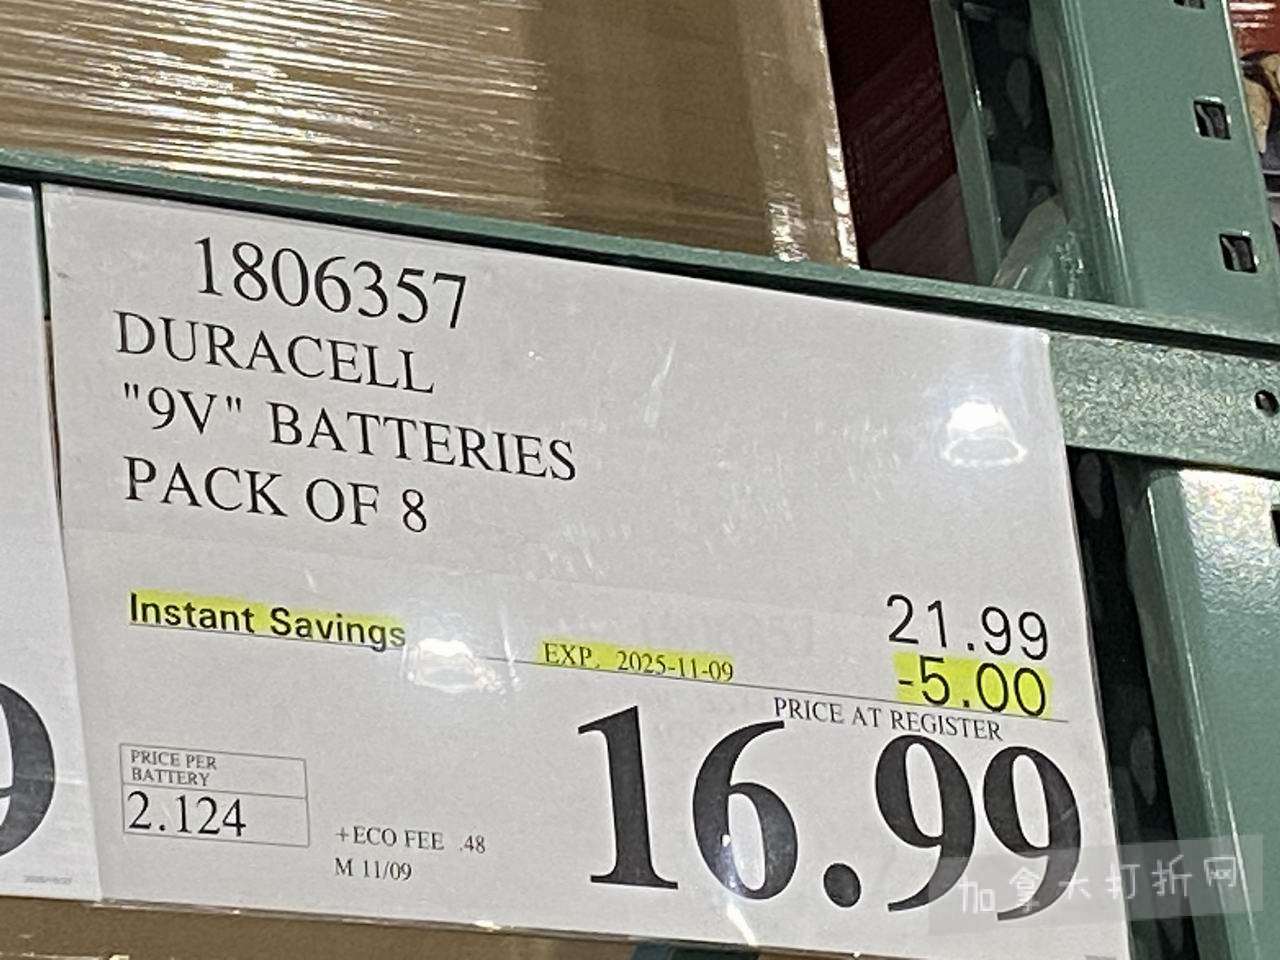 1806357
DURACELL
"9V" BATTERIES
PACK OF 8
21.99
Instant Savings EXP. 2025-11-09 -5.00
PRICE AT REGISTER
16.99
PRICE PER
BATTERY
2.124
+ECO FEE .48
M 11/09
加拿大打折网